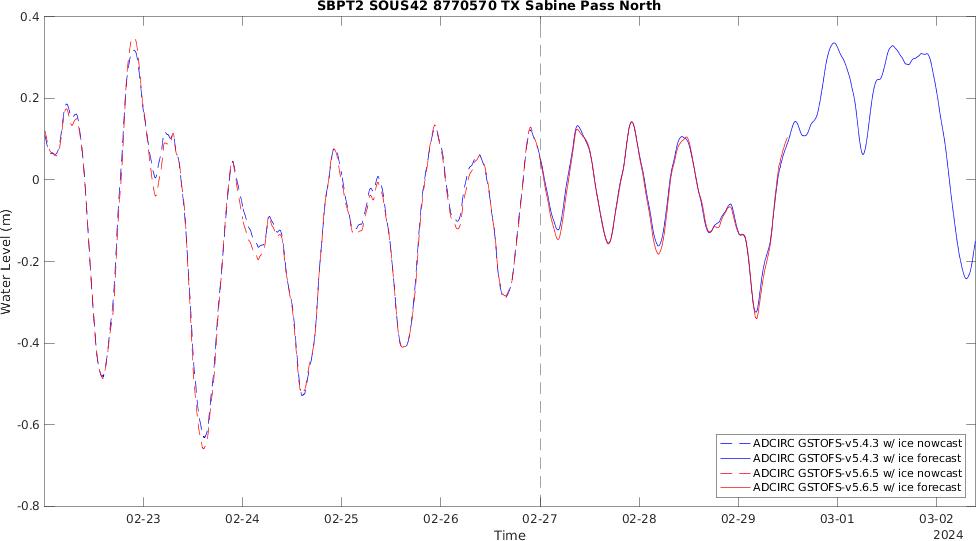 SBPT2 SOUS42 8770570 TX Sabine Pass North
0.4
0.2
0
-0.2
-0.4
-0.6
-0.8
Water Level (m)
ADCIRC GSTOFS-v5.4.3 w/ ice nowcast
ADCIRC GSTOFS-v5.4.3 w/ ice forecast
ADCIRC GSTOFS-v5.6.5 w/ ice nowcast
ADCIRC GSTOFS-v5.6.5 w/ ice forecast
02-23 02-24 02-25 02-26 02-27 02-28 02-29 03-01 03-02
Time
2024